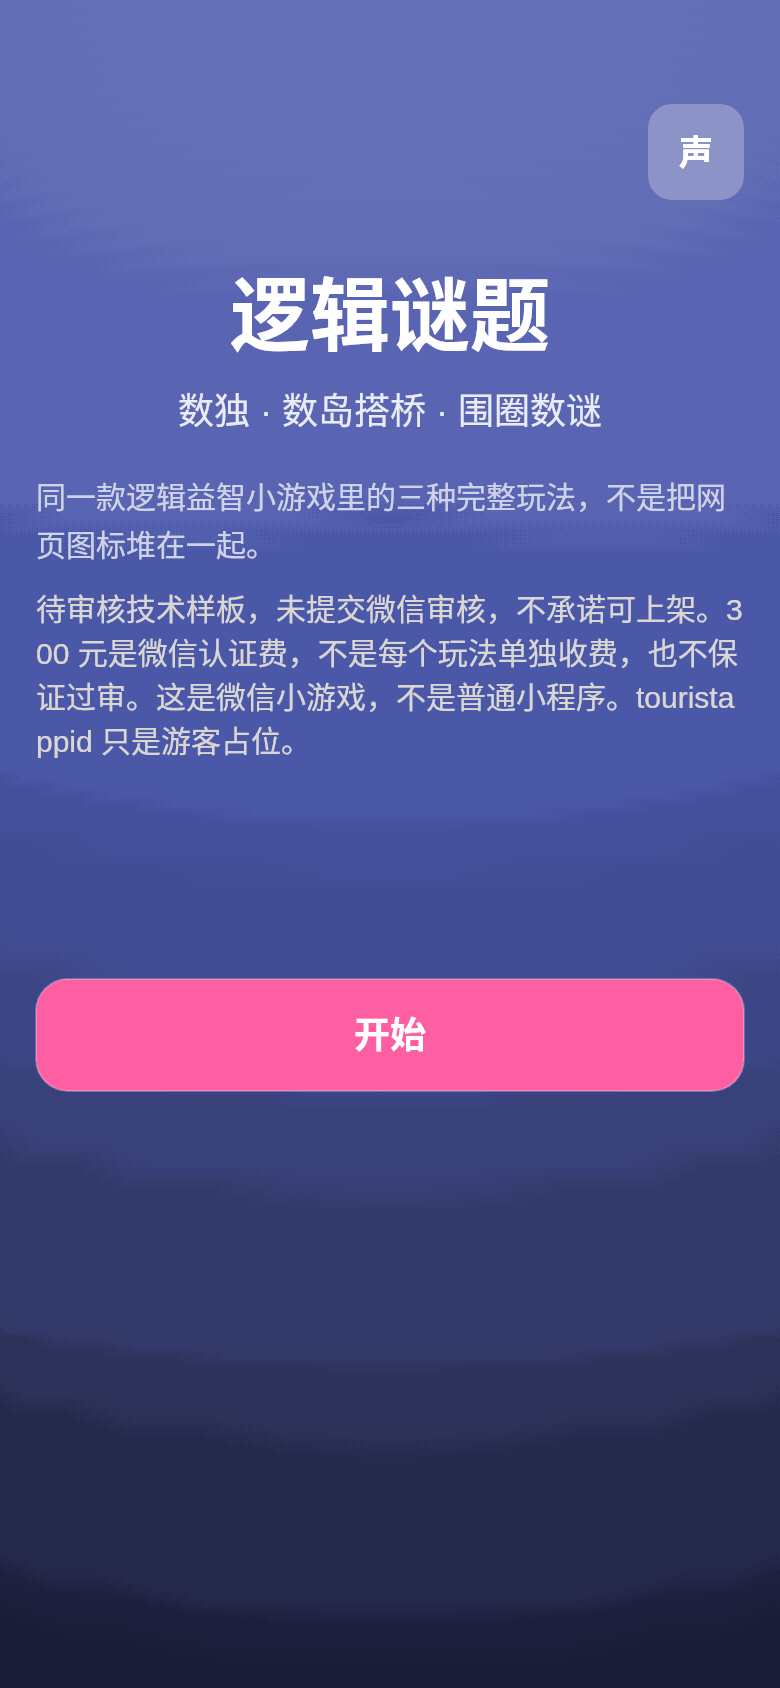 声
逻辑谜题
数独 · 数岛搭桥 · 围圈数谜
同一款逻辑益智小游戏里的三种完整玩法，不是把网
页图标堆在一起。
待审核技术样板，未提交微信审核，不承诺可上架。3
00 元是微信认证费，不是每个玩法单独收费，也不保
证过审。这是微信小游戏，不是普通小程序。tourista
ppid 只是游客占位。
开始